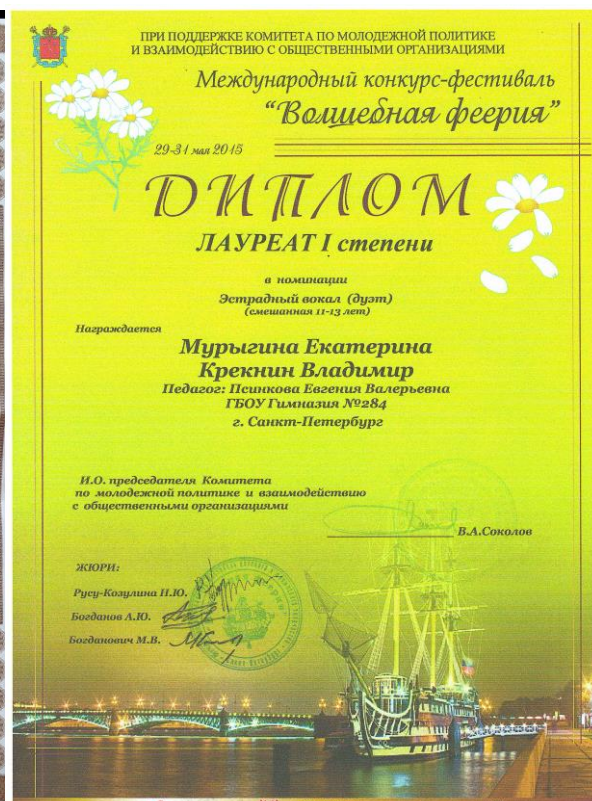 ПРИ ПОДДЕРЖКЕ КОМИТЕТА ПО МОЛОДЕЖНОЙ ПОЛИТИКЕ
И ВЗАИМОДЕЙСТВИЮ С ОБЩЕСТВЕННЫМИ ОРГАНИЗАЦИЯМИ
Международный конкурс-фестиваль
"Волшебная феерия"
29-31 мая 2015
ДИПЛОМ
ЛАУРЕАТ I степени
в номинации
Эстрадный вокал (дуэт)
(смешанная 11-13 лет)
Награждается
Мурыгина Екатерина
Крекнин Владимир
Педагог: Псинкова Евгения Валерьевна
ГБОУ Гимназия №284
г. Санкт-Петербург
И.О. председателя Комитета
по молодежной политике и взаимодействию
с общественными организациями
В.А.Соколов
ЖЮРИ:
Русу-Козулина Н.Ю.
Богданов А.Ю.
Богданович М.В.